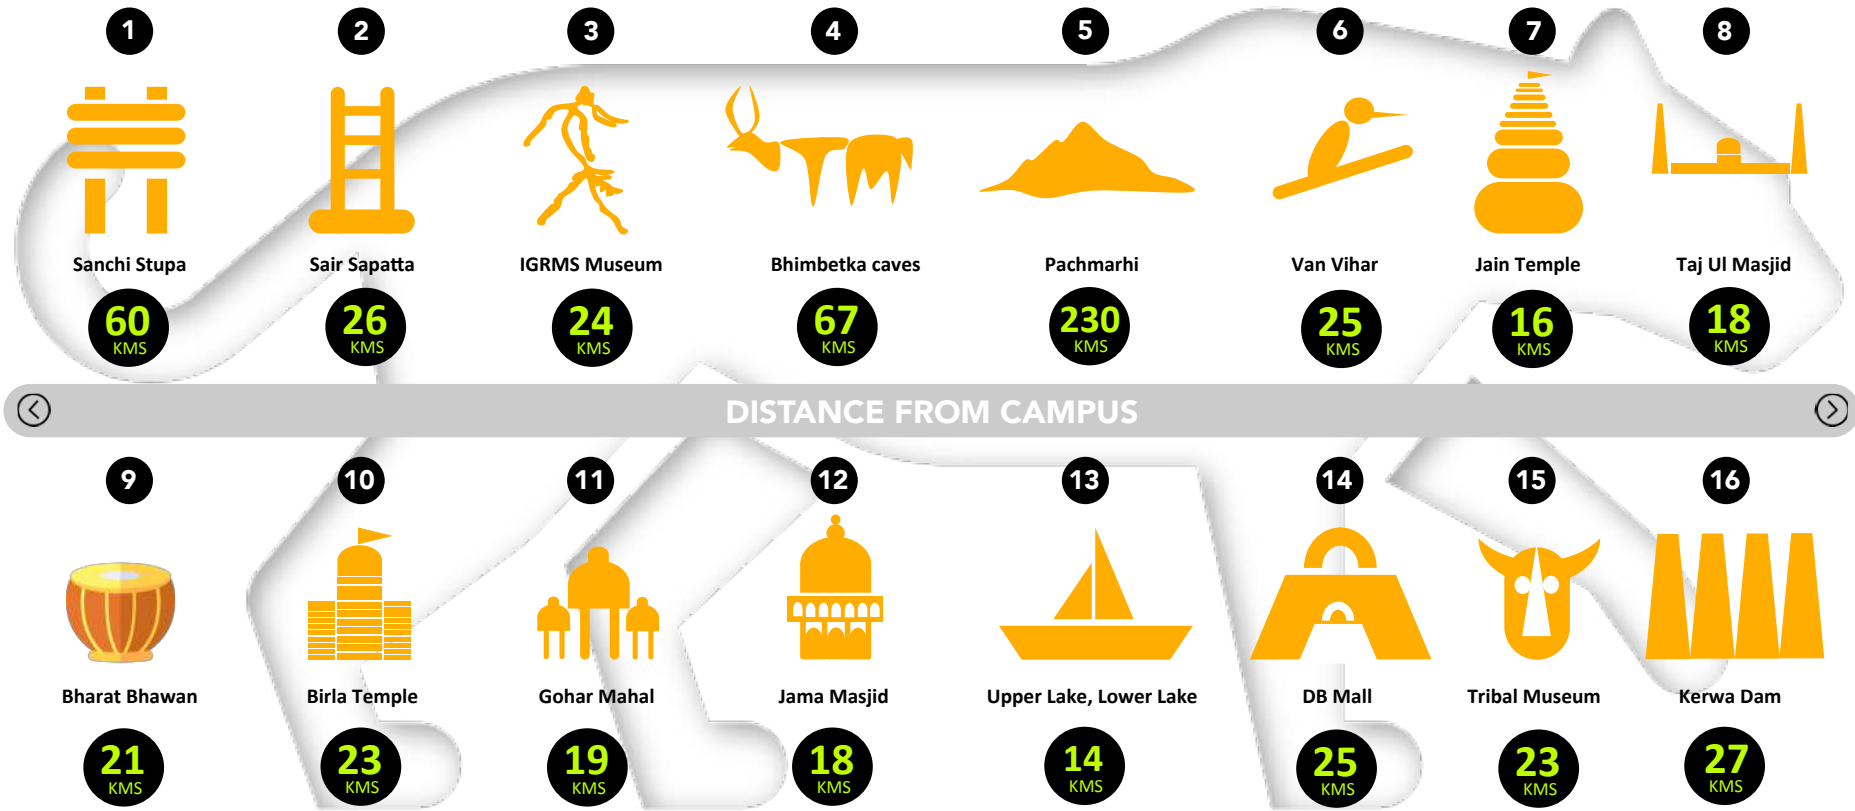 1 2 3 4 5 6 7 8
Sanchi Stupa Sair Sapatta IGRMS Museum Bhimbetka caves Pachmarhi Van Vihar Jain Temple Taj Ul Masjid
60 26 24 67 230 25 16 18
KMS KMS KMS KMS KMS KMS KMS KMS
DISTANCE FROM CAMPUS
9 10 11 12 13 14 15 16
Bharat Bhawan Birla Temple Gohar Mahal Jama Masjid Upper Lake, Lower Lake DB Mall Tribal Museum Kerwa Dam
21 23 19 18 14 25 23 27
KMS KMS KMS KMS KMS KMS KMS KMS